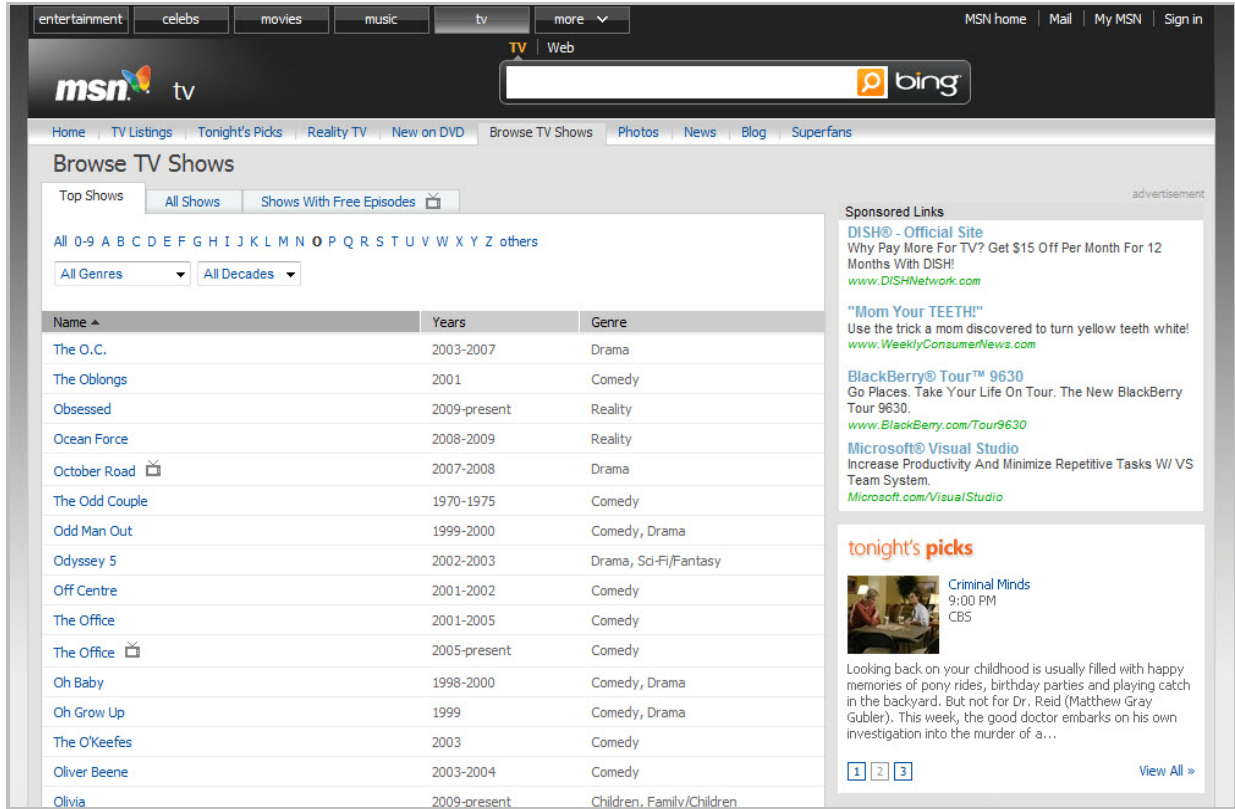 entertainment celebs movies music tv more MSN home Mail My MSN Sign in
TV Web
msn tv
bing
Home TV Listings Tonight's Picks Reality TV New on DVD Browse TV Shows Photos News Blog Superfans
Browse TV Shows
Top Shows All Shows Shows With Free Episodes
All 0-9 A B C D E F G H I J K L M N O P Q R S T U V W X Y Z others
All Genres All Decades
Name Years Genre
The O.C. 2003-2007 Drama
The Oblongs 2001 Comedy
Obsessed 2009-present Reality
Ocean Force 2008-2009 Reality
October Road 2007-2008 Drama
The Odd Couple 1970-1975 Comedy
Odd Man Out 1999-2000 Comedy, Drama
Odyssey 5 2002-2003 Drama, Sci-Fi/Fantasy
Off Centre 2001-2002 Comedy
The Office 2001-2005 Comedy
The Office 2005-present Comedy
Oh Baby 1998-2000 Comedy, Drama
Oh Grow Up 1999 Comedy, Drama
The O'Keefes 2003 Comedy
Oliver Beene 2003-2004 Comedy
Olivia 2009-present Children, Family/Children
advertisement
Sponsored Links
DISH® - Official Site
Why Pay More For TV? Get $15 Off Per Month For 12
Months With DISH!
www.DISHNetwork.com
"Mom Your TEETH!"
Use the trick a mom discovered to turn yellow teeth white!
www.WeeklyConsumerNews.com
BlackBerry® Tour™ 9630
Go Places. Take Your Life On Tour. The New BlackBerry
Tour 9630.
www.BlackBerry.com/Tour9630
Microsoft® Visual Studio
Increase Productivity And Minimize Repetitive Tasks W/ VS
Team System.
Microsoft.com/VisualStudio
tonight's picks
Criminal Minds
9:00 PM
CBS
Looking back on your childhood is usually filled with happy
memories of pony rides, birthday parties and playing catch
in the backyard. But not for Dr. Reid (Matthew Gray
Gubler). This week, the good doctor embarks on his own
investigation into the murder of a...
1 2 3 View All »